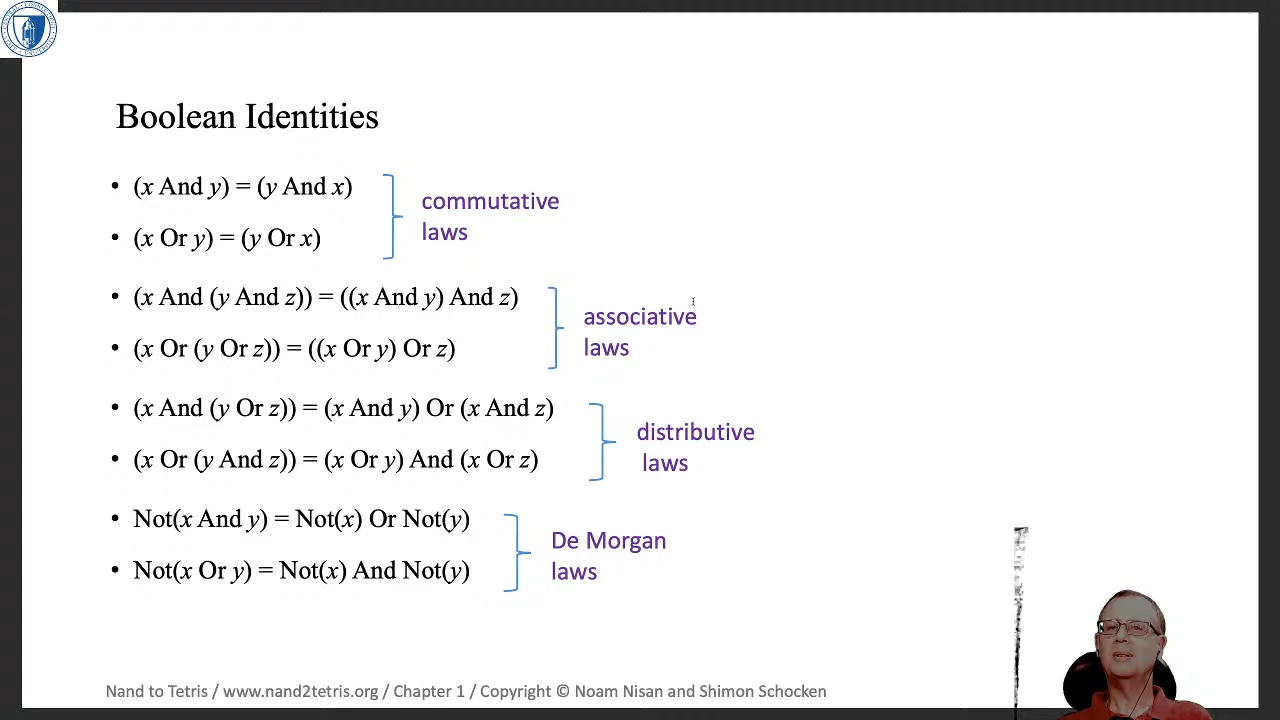 Boolean Identities
• (x And y) = (y And x)
• (x Or y) = (y Or x)
commutative
laws
• (x And (y And z)) = ((x And y) And z)
• (x Or (y Or z)) = ((x Or y) Or z)
associative
laws
• (x And (y Or z)) = (x And y) Or (x And z)
• (x Or (y And z)) = (x Or y) And (x Or z)
distributive
laws
• Not(x And y) = Not(x) Or Not(y)
• Not(x Or y) = Not(x) And Not(y)
De Morgan
laws
Nand to Tetris / www.nand2tetris.org / Chapter 1 / Copyright © Noam Nisan and Shimon Schocken